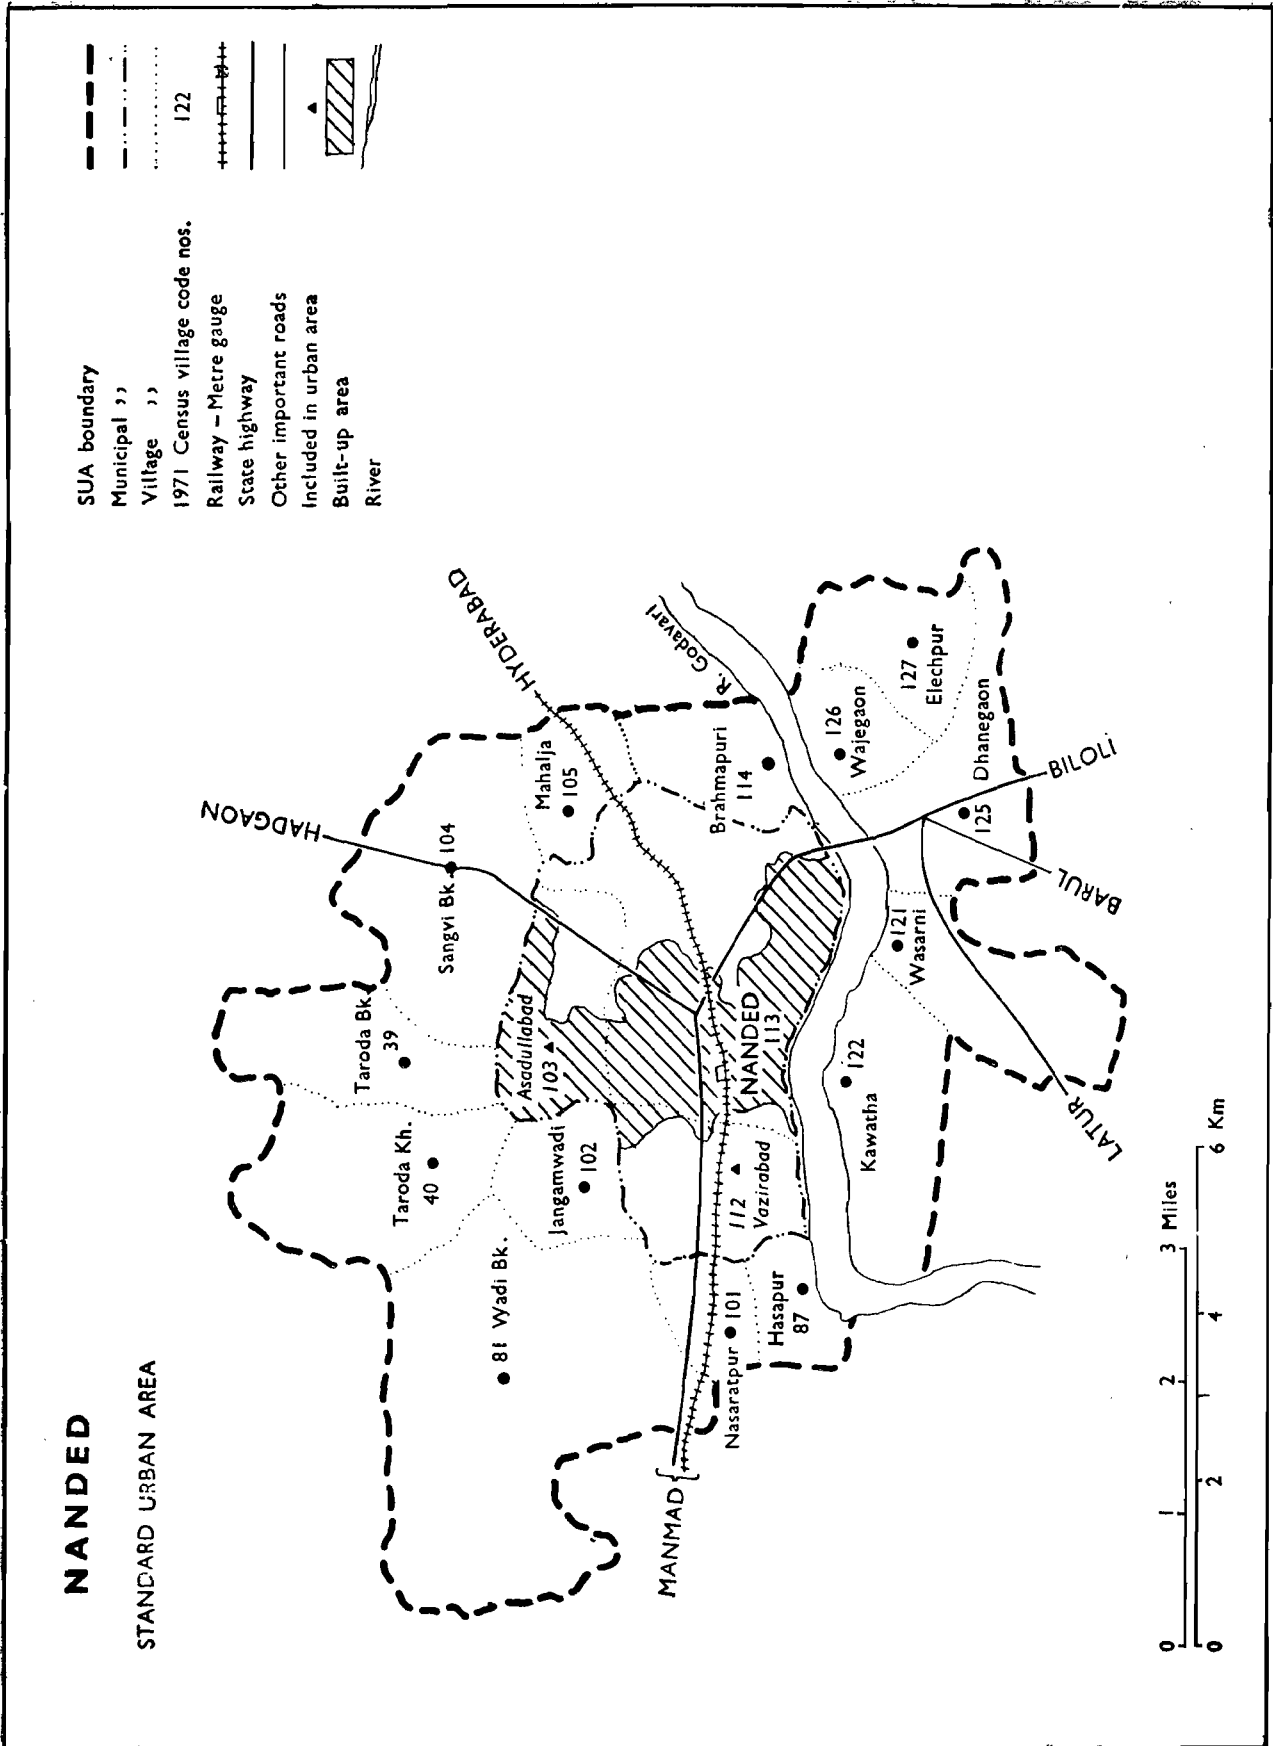 NANDED
STANDARD URBAN AREA
SUA boundary
Municipal ,,
Village ,,
1971 Census village code nos. 122
Railway – Metre gauge
State highway
Other important roads
Included in urban area
Built-up area
River
HADGAON
HYDERABAD
Taroda Bk.
39
Taroda Kh.
40
Sangvi Bk. 104
81 Wadi Bk.
Asadullabad
103
Mahalja
105
Jangamwadi
102
R. Godavari
MANMAD
Nasaratpur 101
112
Vazirabad
NANDED
113
Brahmapuri
114
Hasapur
87
126
Wajegaon
127
Elechpur
122
Kawatha
121
Wasarni
125
Dhanegaon
BILOLI
BARUL
LATUR
0 1 2 3 Miles
0 2 4 6 Km